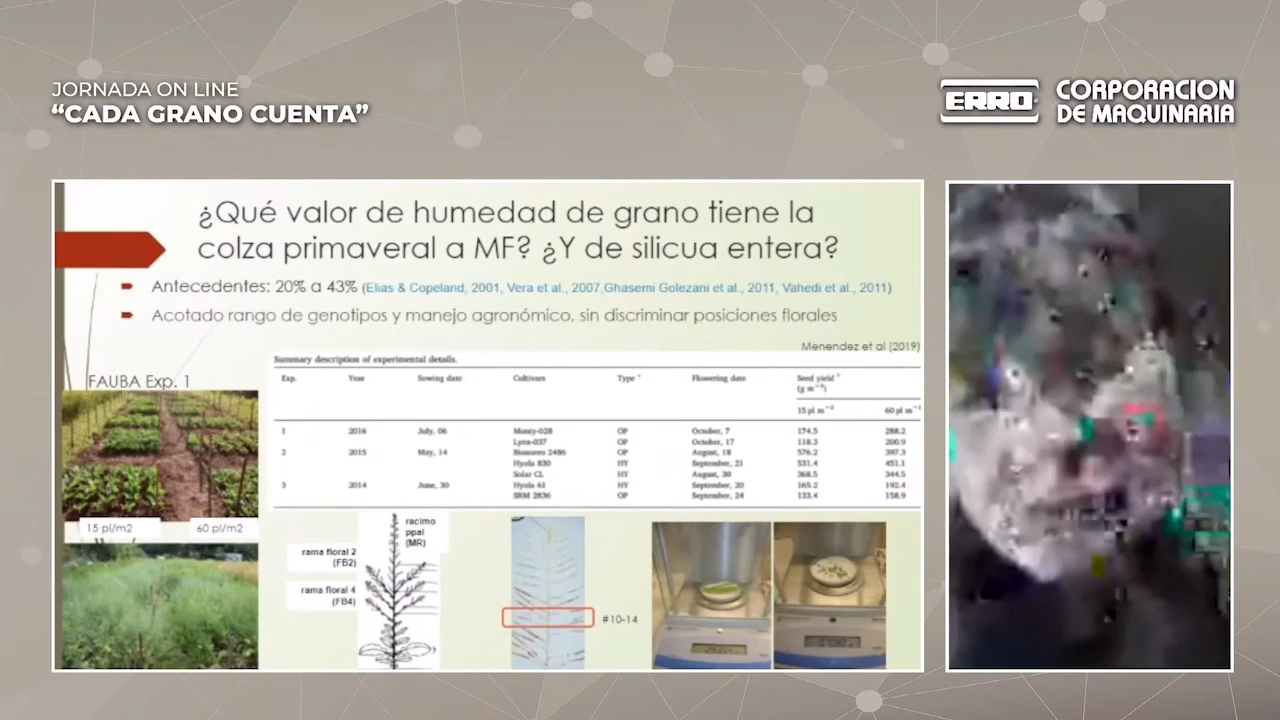 JORNADA ON LINE
“CADA GRANO CUENTA”
ERRO
CORPORACION
DE MAQUINARIA
¿Qué valor de humedad de grano tiene la
colza primaveral a MF? ¿Y de silicua entera?
Antecedentes: 20% a 43% (Elias & Copeland, 2001, Vera et al., 2007,Ghasemi Golezani et al., 2011, Vahedi et al., 2011)
Acotado rango de genotipos y manejo agronómico, sin discriminar posiciones florales
Menendez et al (2019)
Summary description of experimental details.
Exp. Year Sowing date Cultivars Type Flowering date Seed yield
(g m⁻²)
15 pl m⁻² 60 pl m⁻²
1 2016 July, 06 Monty-028 OP October, 7 174.5 288.2
Lynx-037 OP October, 17 118.3 200.9
2 2015 May, 14 Bioaureo 2486 OP August, 18 576.2 397.3
Hyola 830 HY September, 21 531.4 451.1
Solar CL HY August, 30 368.5 344.5
3 2014 June, 30 Hyola 61 HY September, 20 165.2 192.4
SRM 2836 OP September, 24 133.4 158.9
FAUBA Exp. 1
15 pl/m2
60 pl/m2
racimo
ppal
(MR)
rama floral 2
(FB2)
rama floral 4
(FB4)
#10-14